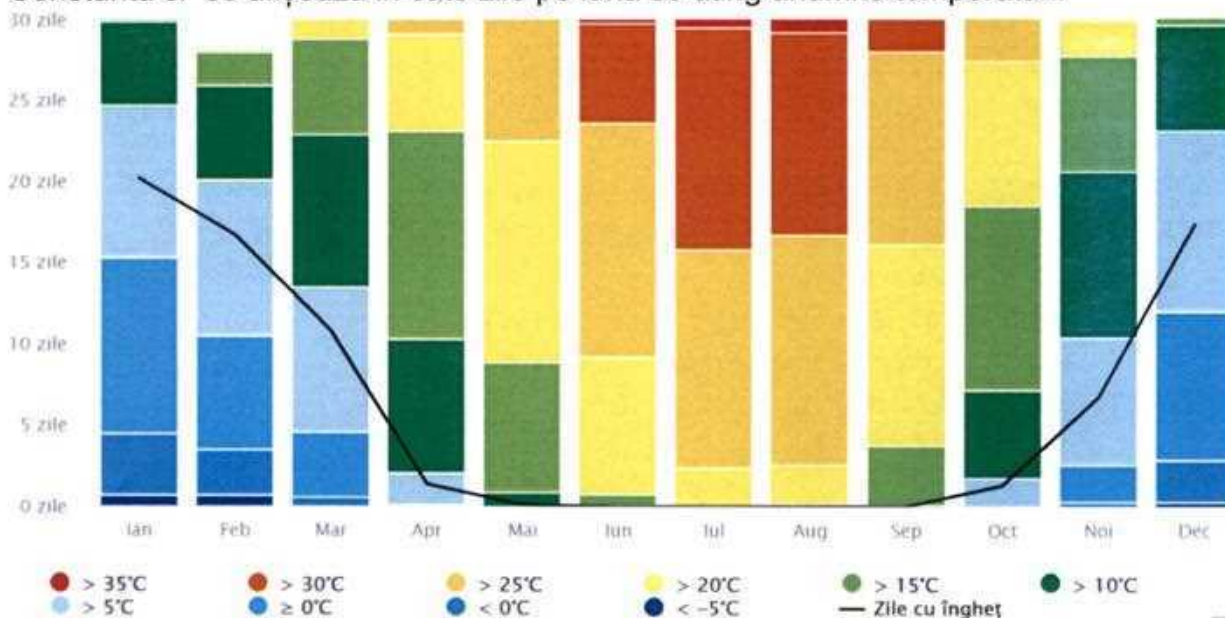 30 zile
25 zile
20 zile
15 zile
10 zile
5 zile
0 zile
Ian Feb Mar Apr Mai Iun Iul Aug Sep Oct Noi Dec
> 35°C > 30°C > 25°C > 20°C > 15°C > 10°C
> 5°C ≥ 0°C < 0°C < -5°C Zile cu îngheț